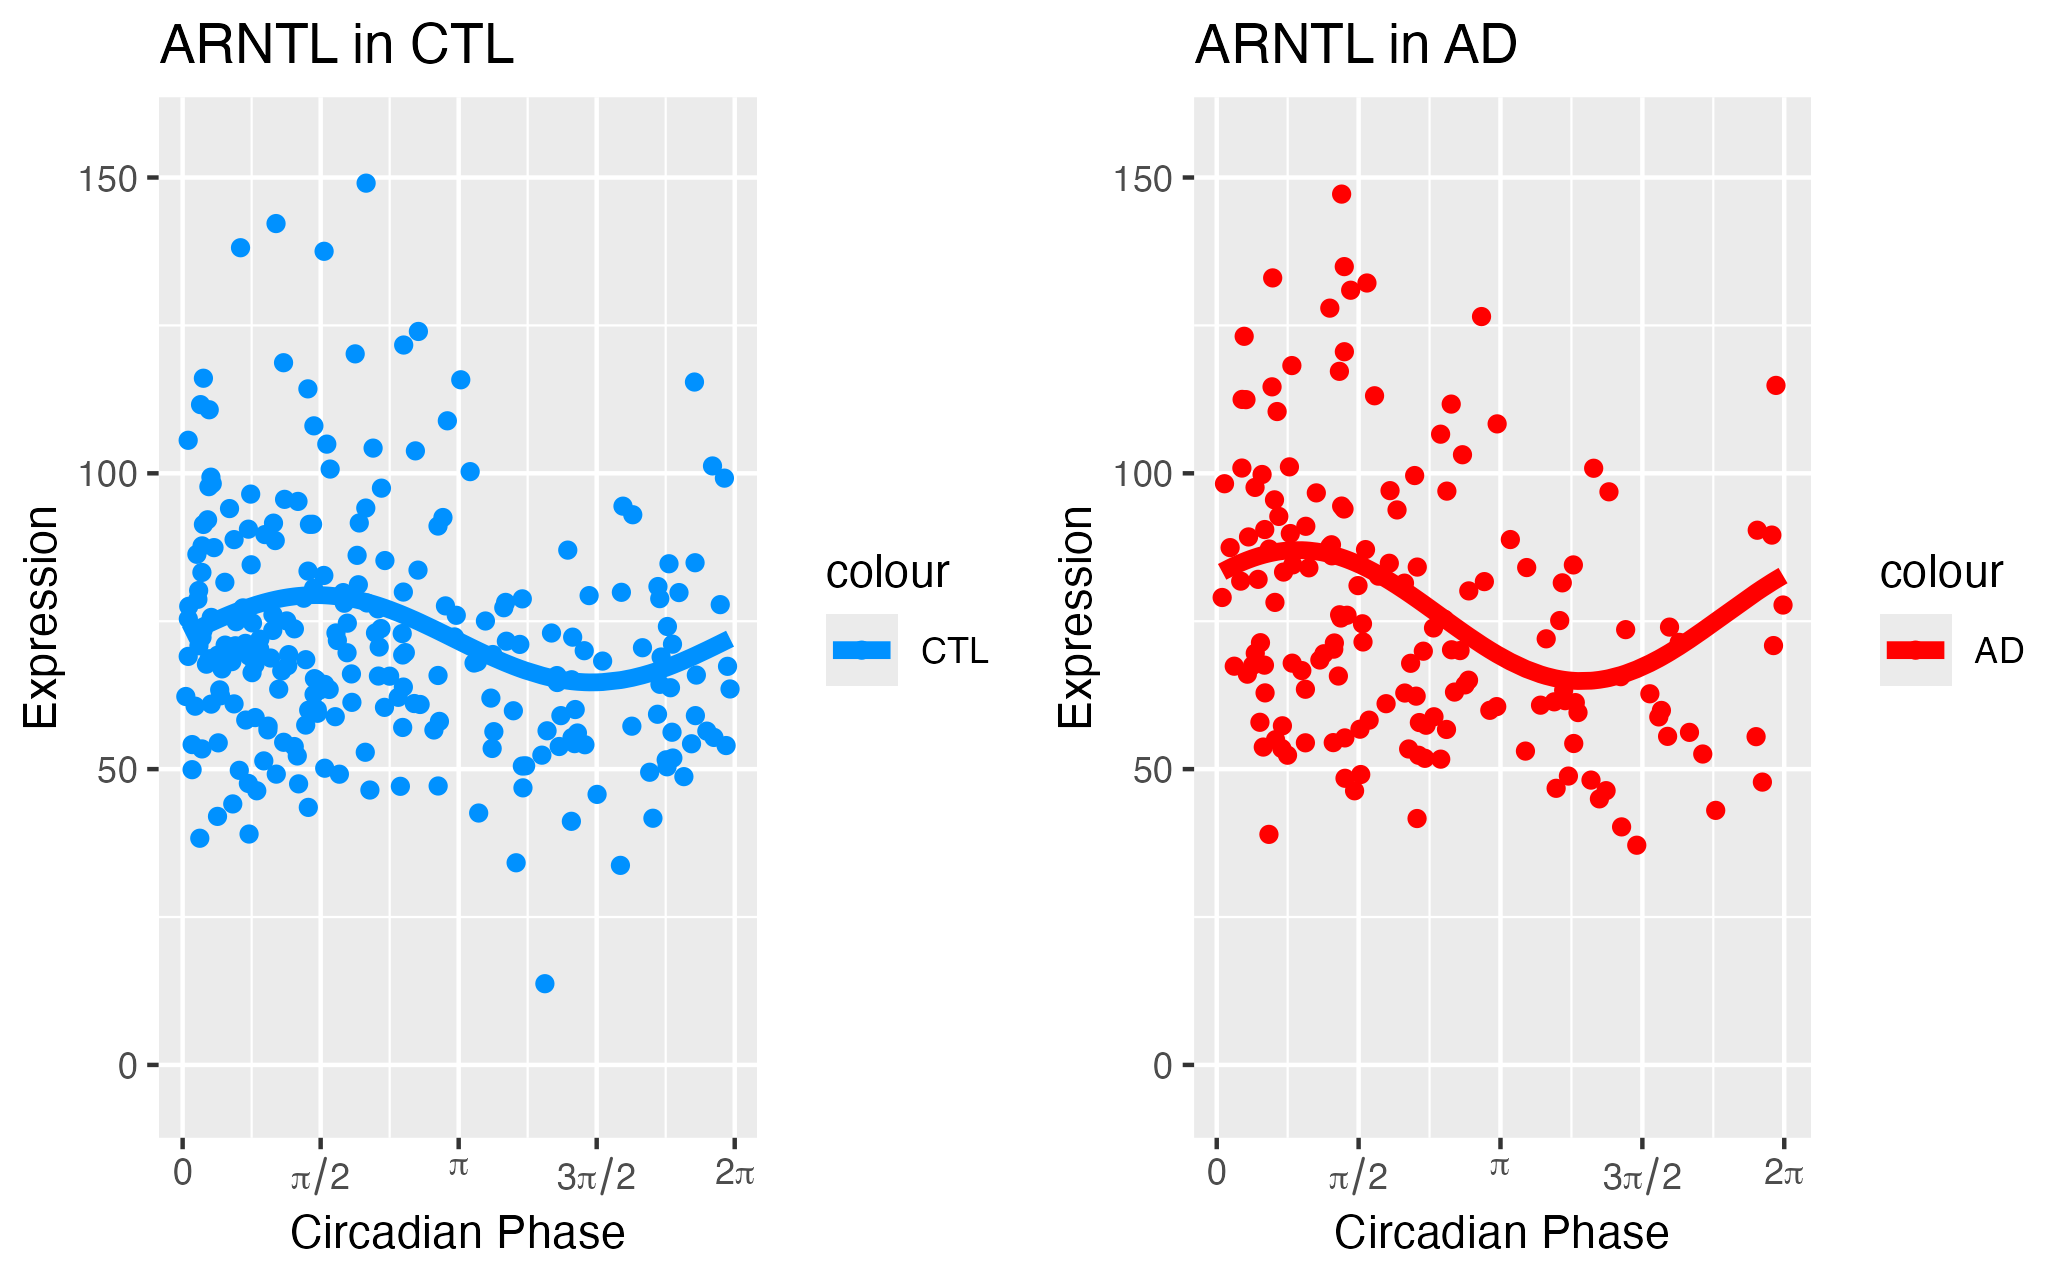 ARNTL in CTL
Expression
150
100
50
0
0 π/2 π 3π/2 2π
Circadian Phase
colour
CTL
ARNTL in AD
Expression
150
100
50
0
0 π/2 π 3π/2 2π
Circadian Phase
colour
AD